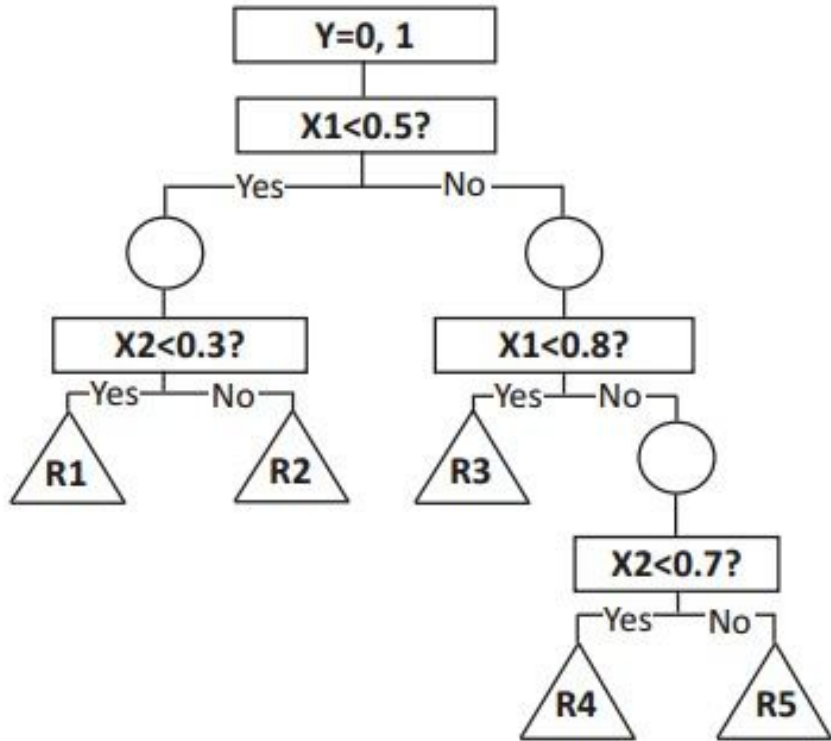 Y=0, 1
X1<0.5?
Yes No
X2<0.3? X1<0.8?
Yes No Yes No
R1 R2 R3
X2<0.7?
Yes No
R4 R5